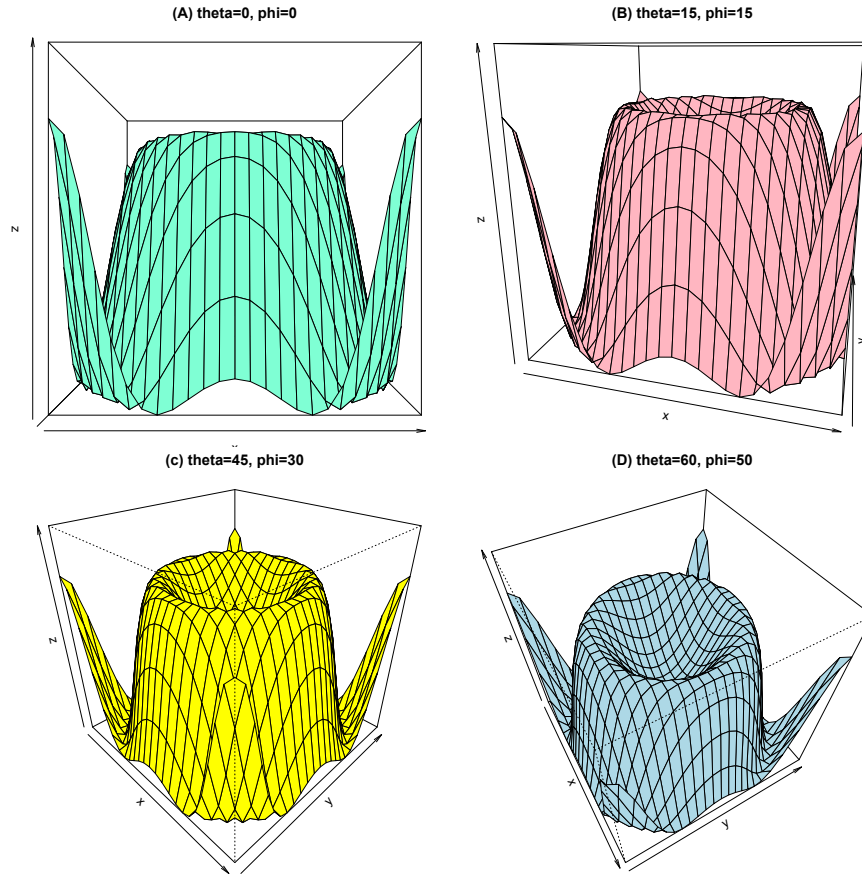 (A) theta=0, phi=0
z
(B) theta=15, phi=15
z
x
(c) theta=45, phi=30
z
x
y
(D) theta=60, phi=50
z
x
y